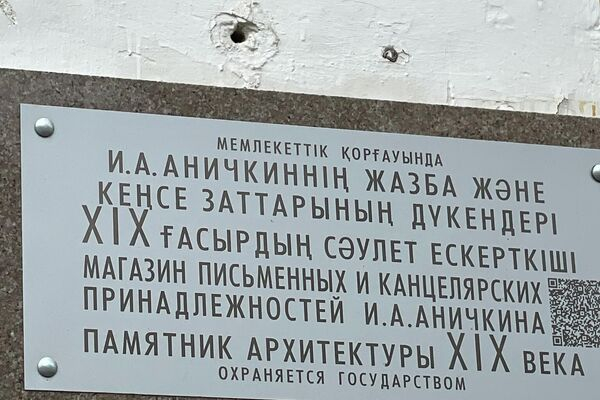 МЕМЛЕКЕТТІК ҚОРҒАУЫНДА
И.А.АНИЧКИННІҢ ЖАЗБА ЖӘНЕ
КЕҢСЕ ЗАТТАРЫНЫҢ ДҮКЕНДЕРІ
XIX ҒАСЫРДЫҢ СӘУЛЕТ ЕСКЕРТКІШІ
МАГАЗИН ПИСЬМЕННЫХ И КАНЦЕЛЯРСКИХ
ПРИНАДЛЕЖНОСТЕЙ И.А.АНИЧКИНА
ПАМЯТНИК АРХИТЕКТУРЫ XIX ВЕКА
ОХРАНЯЕТСЯ ГОСУДАРСТВОМ